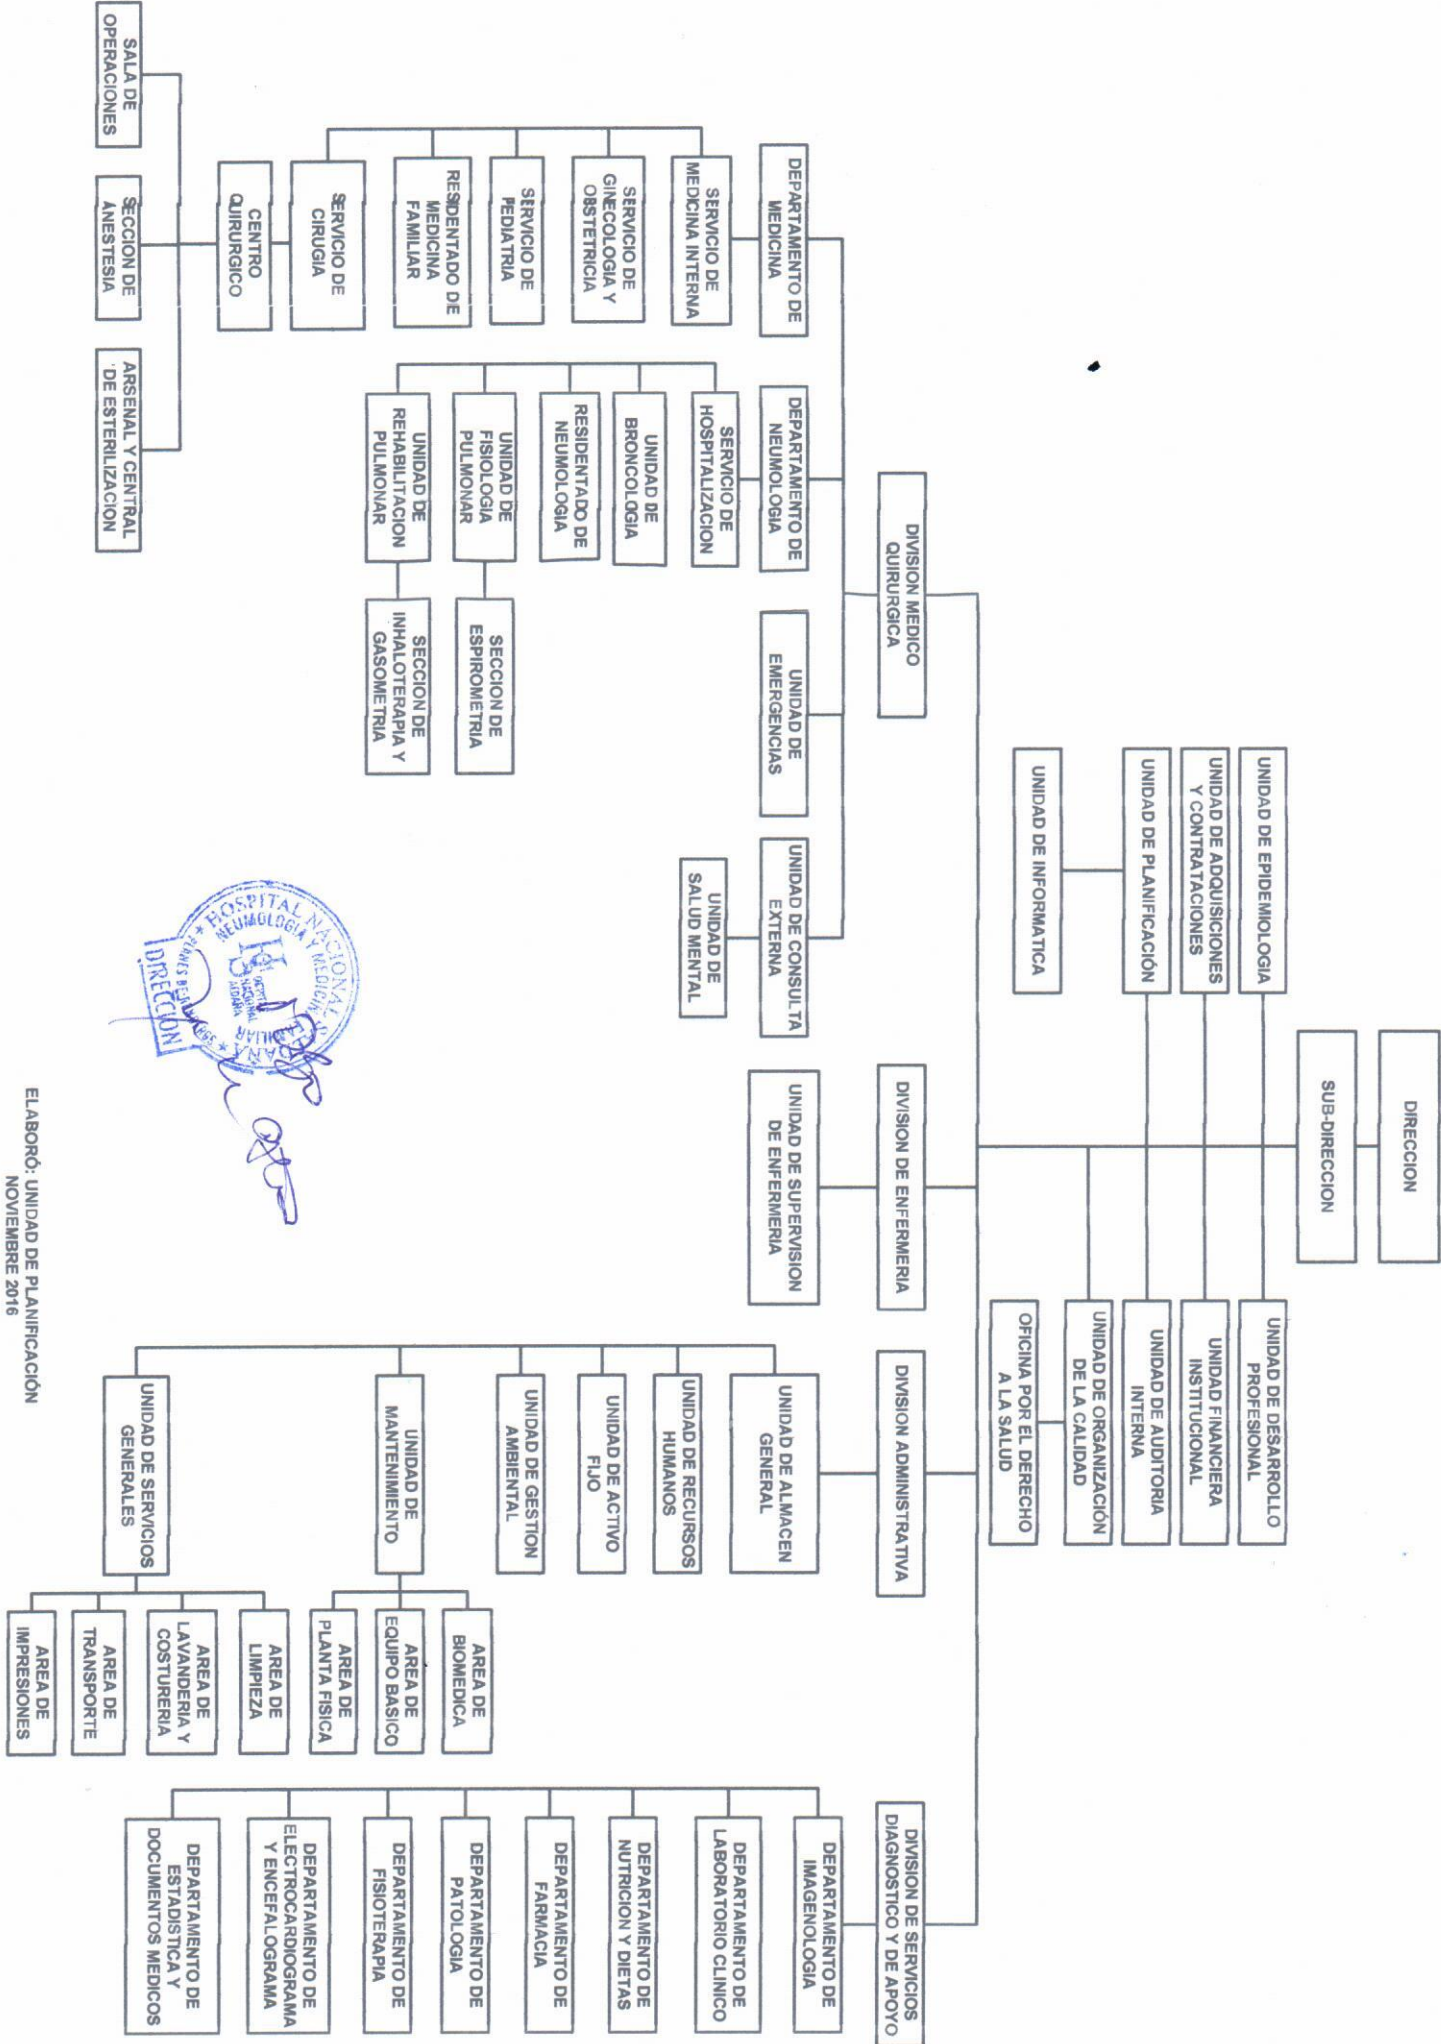 DIRECCION
SUB-DIRECCION
UNIDAD DE EPIDEMIOLOGIA
UNIDAD DE DESARROLLO
PROFESIONAL
UNIDAD DE ADQUISICIONES
Y CONTRATACIONES
UNIDAD FINANCIERA
INSTITUCIONAL
UNIDAD DE PLANIFICACIÓN
UNIDAD DE AUDITORIA
INTERNA
UNIDAD DE INFORMATICA
UNIDAD DE ORGANIZACIÓN
DE LA CALIDAD
OFICINA POR EL DERECHO
A LA SALUD
DIVISION MEDICO
QUIRURGICA
DIVISION DE ENFERMERIA
DIVISION ADMINISTRATIVA
DIVISION DE SERVICIOS
DIAGNOSTICO Y DE APOYO
DEPARTAMENTO DE
MEDICINA
SERVICIO DE
MEDICINA INTERNA
SERVICIO DE
GINECOLOGIA Y
OBSTETRICIA
SERVICIO DE
PEDIATRIA
RESIDENTADO DE
MEDICINA
FAMILIAR
SERVICIO DE
CIRUGIA
CENTRO
QUIRURGICO
SALA DE
OPERACIONES
SECCION DE
ANESTESIA
ARSENAL Y CENTRAL
DE ESTERILIZACION
DEPARTAMENTO DE
NEUMOLOGIA
SERVICIO DE
HOSPITALIZACION
UNIDAD DE
BRONCOLOGIA
RESIDENTADO DE
NEUMOLOGIA
UNIDAD DE
FISIOLOGIA
PULMONAR
SECCION DE
ESPIROMETRIA
UNIDAD DE
REHABILITACION
PULMONAR
SECCION DE
INHALOTERAPIA Y
GASOMETRIA
UNIDAD DE
EMERGENCIAS
UNIDAD DE CONSULTA
EXTERNA
UNIDAD DE
SALUD MENTAL
UNIDAD DE SUPERVISION
DE ENFERMERIA
UNIDAD DE ALMACEN
GENERAL
UNIDAD DE RECURSOS
HUMANOS
UNIDAD DE ACTIVO
FIJO
UNIDAD DE GESTION
AMBIENTAL
UNIDAD DE
MANTENIMIENTO
AREA DE
BIOMEDICA
AREA DE
EQUIPO BASICO
AREA DE
PLANTA FISICA
UNIDAD DE SERVICIOS
GENERALES
AREA DE
LIMPIEZA
AREA DE
LAVANDERIA Y
COSTURERIA
AREA DE
TRANSPORTE
AREA DE
IMPRESIONES
DEPARTAMENTO DE
IMAGENOLOGIA
DEPARTAMENTO DE
LABORATORIO CLINICO
DEPARTAMENTO DE
NUTRICION Y DIETAS
DEPARTAMENTO DE
FARMACIA
DEPARTAMENTO DE
PATOLOGIA
DEPARTAMENTO DE
FISIOTERAPIA
DEPARTAMENTO DE
ELECTROCARDIOGRAMA
Y ENCEFALOGRAMA
DEPARTAMENTO DE
ESTADISTICA Y
DOCUMENTOS MEDICOS
HOSPITAL NACIONAL
NEUMOLOGIA Y MEDICINA
FAMILIAR
DIRECCION
ELABORÓ: UNIDAD DE PLANIFICACIÓN
NOVIEMBRE 2016